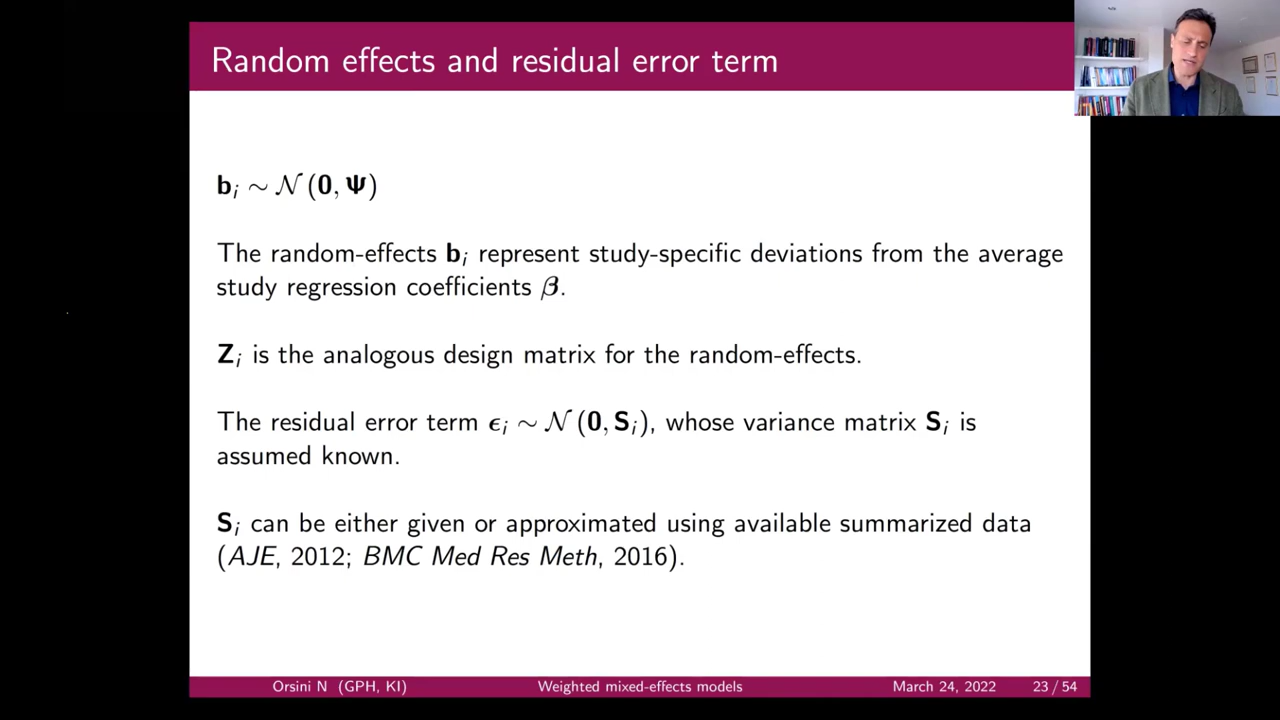 Random effects and residual error term
𝐛ᵢ ∼ 𝒩 (𝟎, 𝚿)
The random-effects 𝐛ᵢ represent study-specific deviations from the average
study regression coefficients 𝜷.
𝐙ᵢ is the analogous design matrix for the random-effects.
The residual error term 𝝐ᵢ ∼ 𝒩 (𝟎, 𝐒ᵢ), whose variance matrix 𝐒ᵢ is
assumed known.
𝐒ᵢ can be either given or approximated using available summarized data
(AJE, 2012; BMC Med Res Meth, 2016).
Orsini N (GPH, KI) Weighted mixed-effects models March 24, 2022 23 / 54